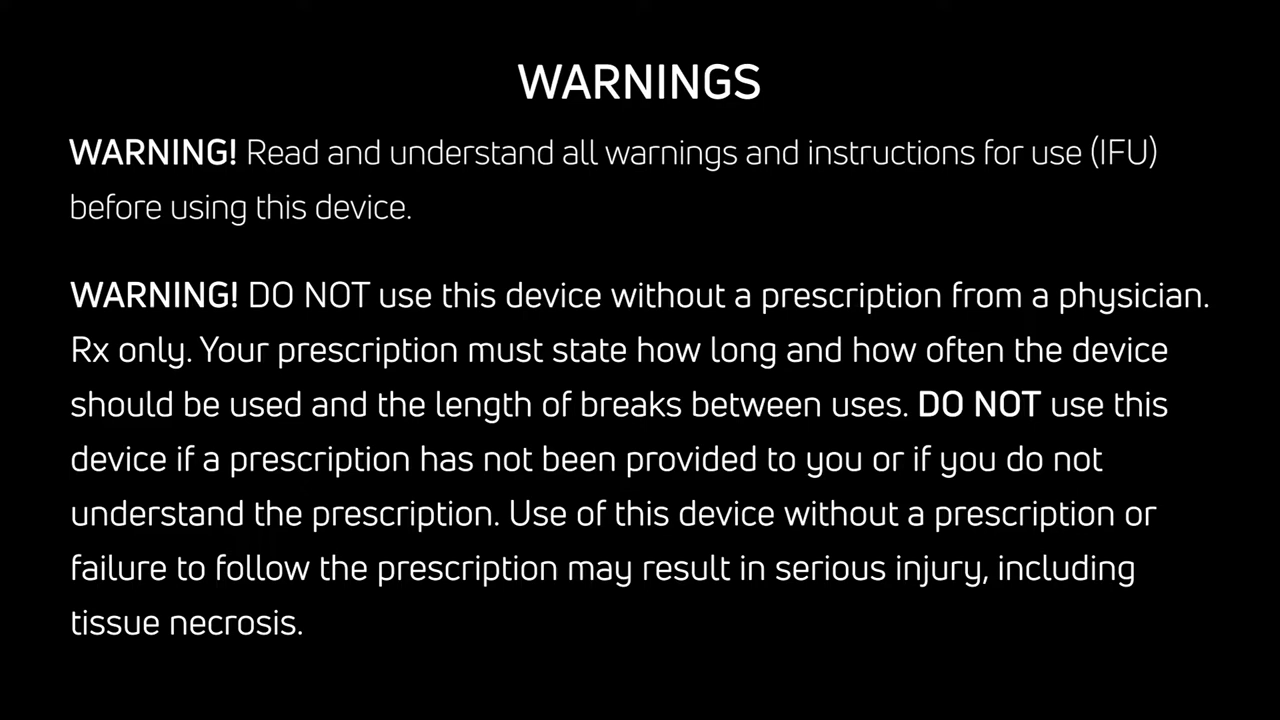 WARNINGS
WARNING! Read and understand all warnings and instructions for use (IFU)
before using this device.
WARNING! DO NOT use this device without a prescription from a physician.
Rx only. Your prescription must state how long and how often the device
should be used and the length of breaks between uses. DO NOT use this
device if a prescription has not been provided to you or if you do not
understand the prescription. Use of this device without a prescription or
failure to follow the prescription may result in serious injury, including
tissue necrosis.